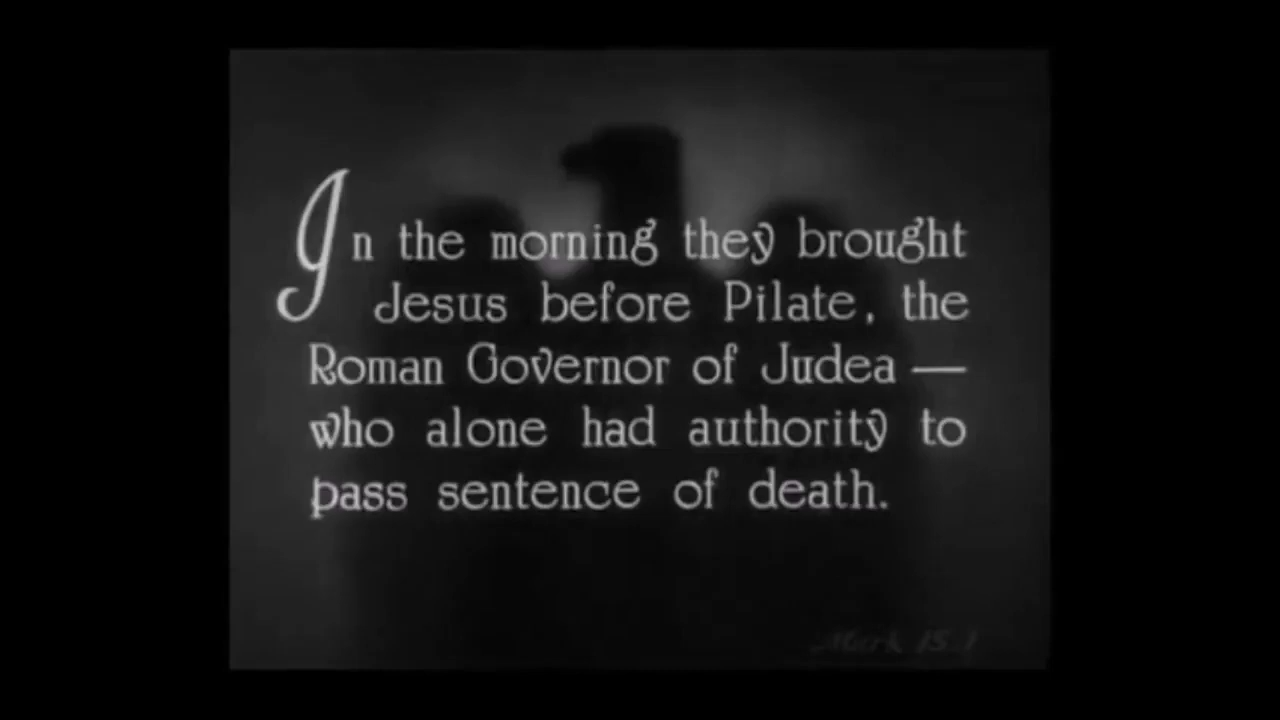 In the morning they brought
Jesus before Pilate, the
Roman Governor of Judea —
who alone had authority to
pass sentence of death.
Mark 15.1